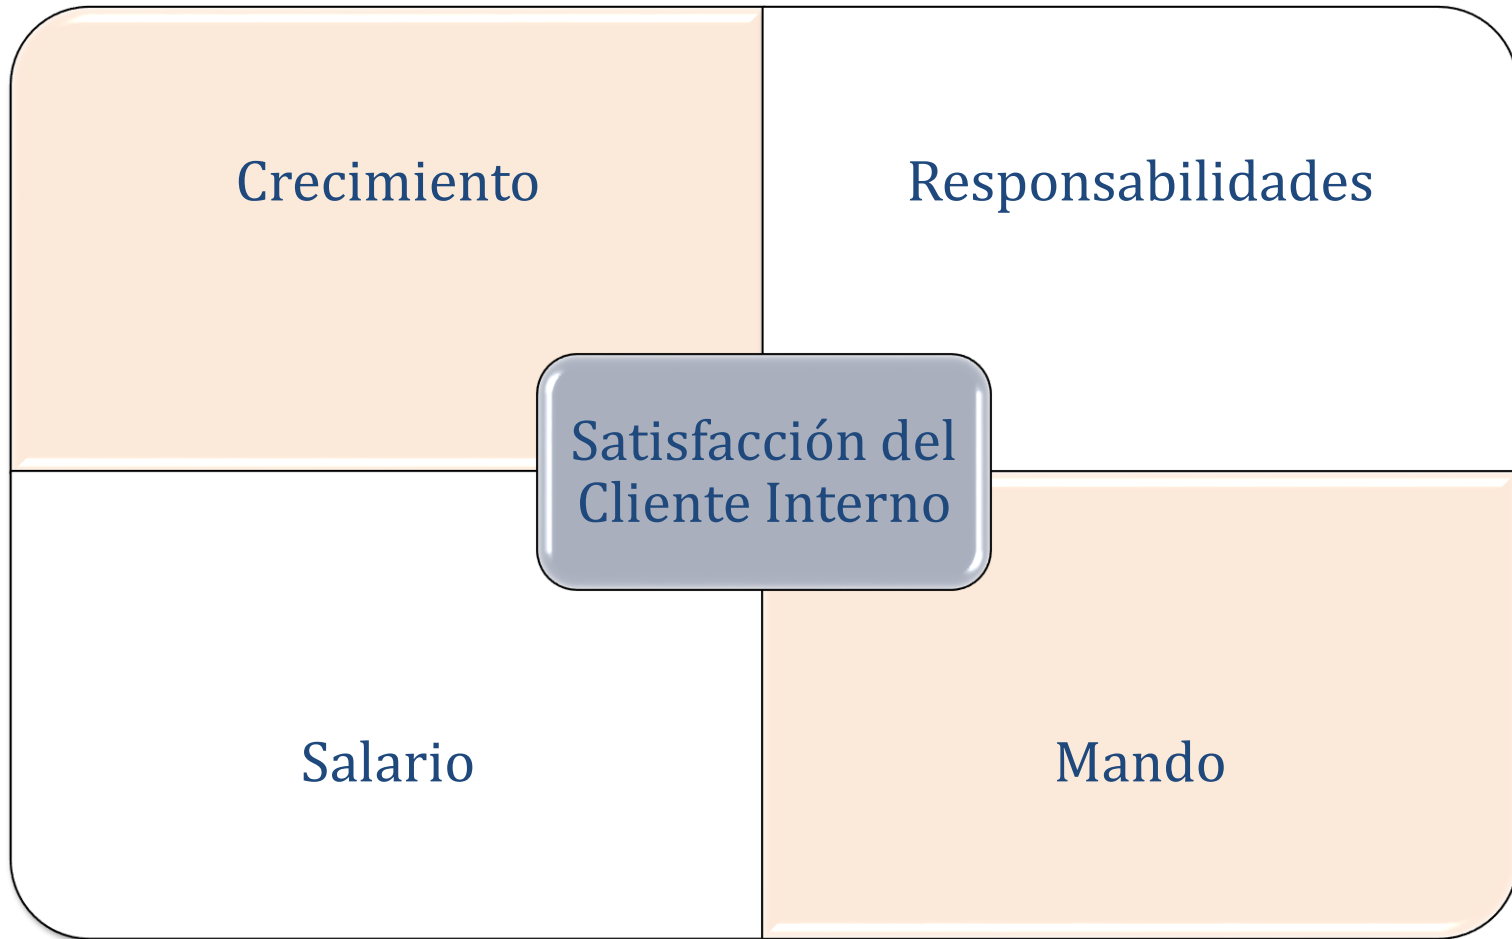 Crecimiento
Responsabilidades
Satisfacción del
Cliente Interno
Salario
Mando